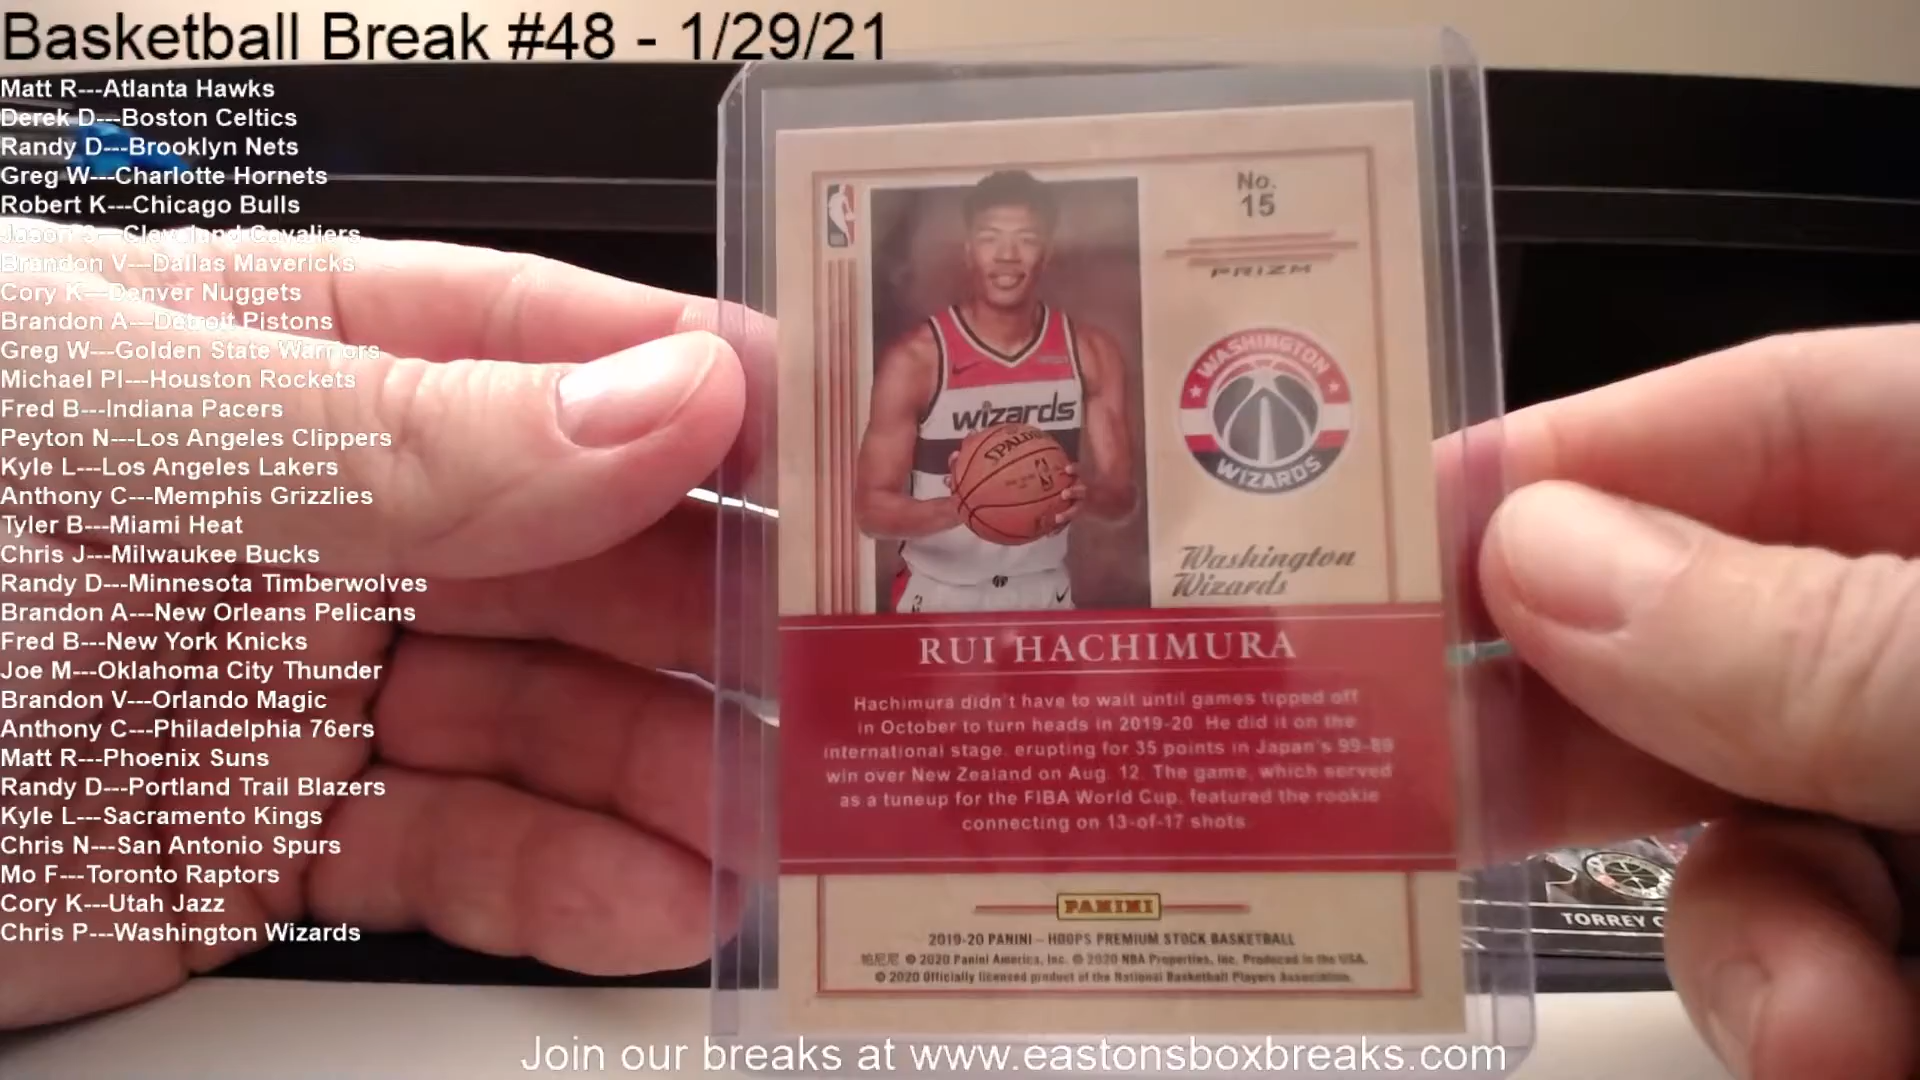 Basketball Break #48 - 1/29/21
Matt R---Atlanta Hawks
Derek D---Boston Celtics
Randy D---Brooklyn Nets
Greg W---Charlotte Hornets
Robert K---Chicago Bulls
Jason S---Cleveland Cavaliers
Brandon V---Dallas Mavericks
Cory K---Denver Nuggets
Brandon A---Detroit Pistons
Greg W---Golden State Warriors
Michael Pl---Houston Rockets
Fred B---Indiana Pacers
Peyton N---Los Angeles Clippers
Kyle L---Los Angeles Lakers
Anthony C---Memphis Grizzlies
Tyler B---Miami Heat
Chris J---Milwaukee Bucks
Randy D---Minnesota Timberwolves
Brandon A---New Orleans Pelicans
Fred B---New York Knicks
Joe M---Oklahoma City Thunder
Brandon V---Orlando Magic
Anthony C---Philadelphia 76ers
Matt R---Phoenix Suns
Randy D---Portland Trail Blazers
Kyle L---Sacramento Kings
Chris N---San Antonio Spurs
Mo F---Toronto Raptors
Cory K---Utah Jazz
Chris P---Washington Wizards
No.
15
PRIZM
WASHINGTON
WIZARDS
wizards
SPALDING
Washington
Wizards
RUI HACHIMURA
Hachimura didn't have to wait until games tipped off
in October to turn heads in 2019-20. He did it on the
international stage, erupting for 35 points in Japan's 99-89
win over New Zealand on Aug. 12. The game, which served
as a tuneup for the FIBA World Cup, featured the rookie
connecting on 13-of-17 shots.
PANINI
2019-20 PANINI – HOOPS PREMIUM STOCK BASKETBALL
帕尼尼 © 2020 Panini America, Inc. © 2020 NBA Properties, Inc. Produced in the USA.
© 2020 Officially licensed product of the National Basketball Players Association.
TORREY
Join our breaks at www.eastonsboxbreaks.com